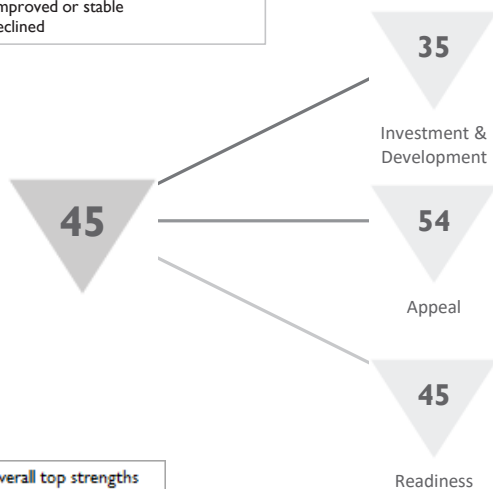 mproved or stable
eclined
35
Investment &
Development
45
54
Appeal
45
Readiness
verall top strengths